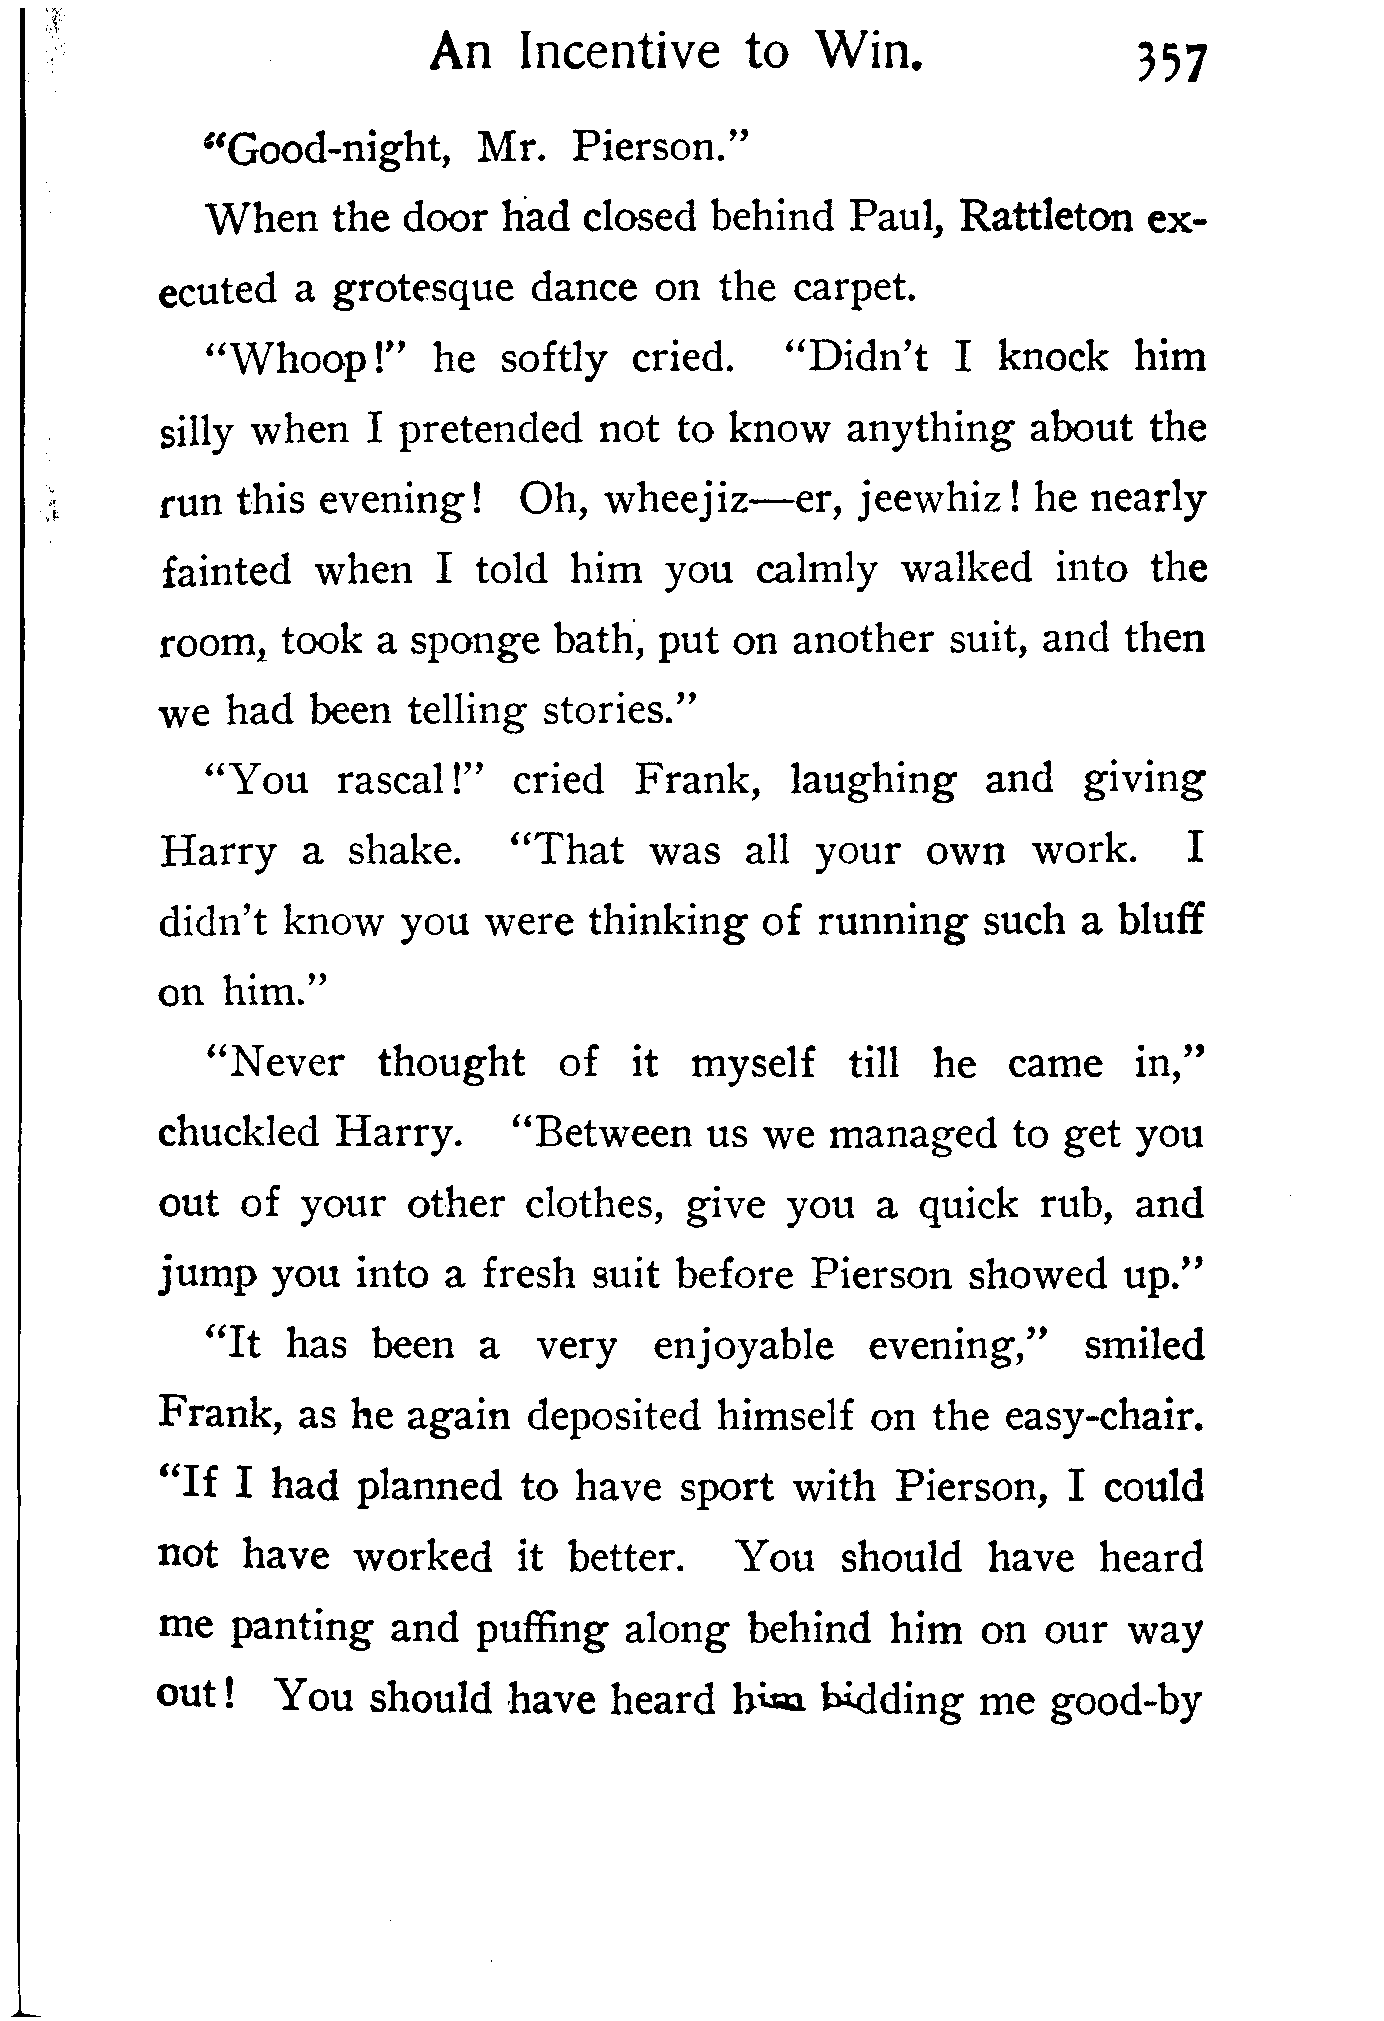 An Incentive to Win. 357
"Good-night, Mr. Pierson."
When the door had closed behind Paul, Rattleton ex-
ecuted a grotesque dance on the carpet.
"Whoop!" he softly cried. "Didn't I knock him
silly when I pretended not to know anything about the
run this evening! Oh, wheejiz—er, jeewhiz! he nearly
fainted when I told him you calmly walked into the
room, took a sponge bath, put on another suit, and then
we had been telling stories."
"You rascal!" cried Frank, laughing and giving
Harry a shake. "That was all your own work. I
didn't know you were thinking of running such a bluff
on him."
"Never thought of it myself till he came in,"
chuckled Harry. "Between us we managed to get you
out of your other clothes, give you a quick rub, and
jump you into a fresh suit before Pierson showed up."
"It has been a very enjoyable evening," smiled
Frank, as he again deposited himself on the easy-chair.
"If I had planned to have sport with Pierson, I could
not have worked it better. You should have heard
me panting and puffing along behind him on our way
out! You should have heard him bidding me good-by